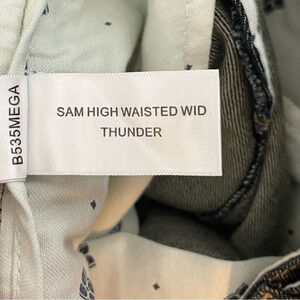 SAM HIGH WAISTED WID
THUNDER
B535MEGA